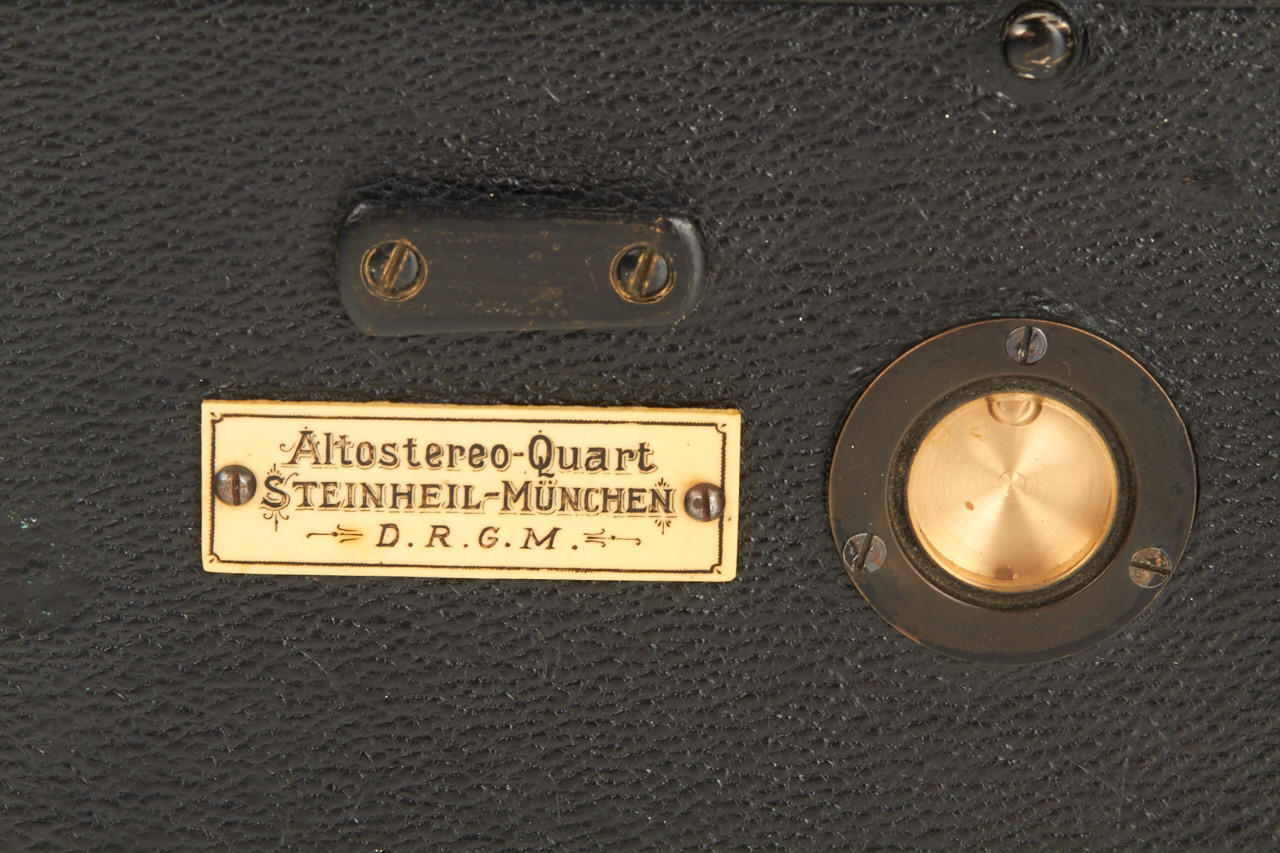 Altostereo-Quart
STEINHEIL-MÜNCHEN
D.R.G.M.